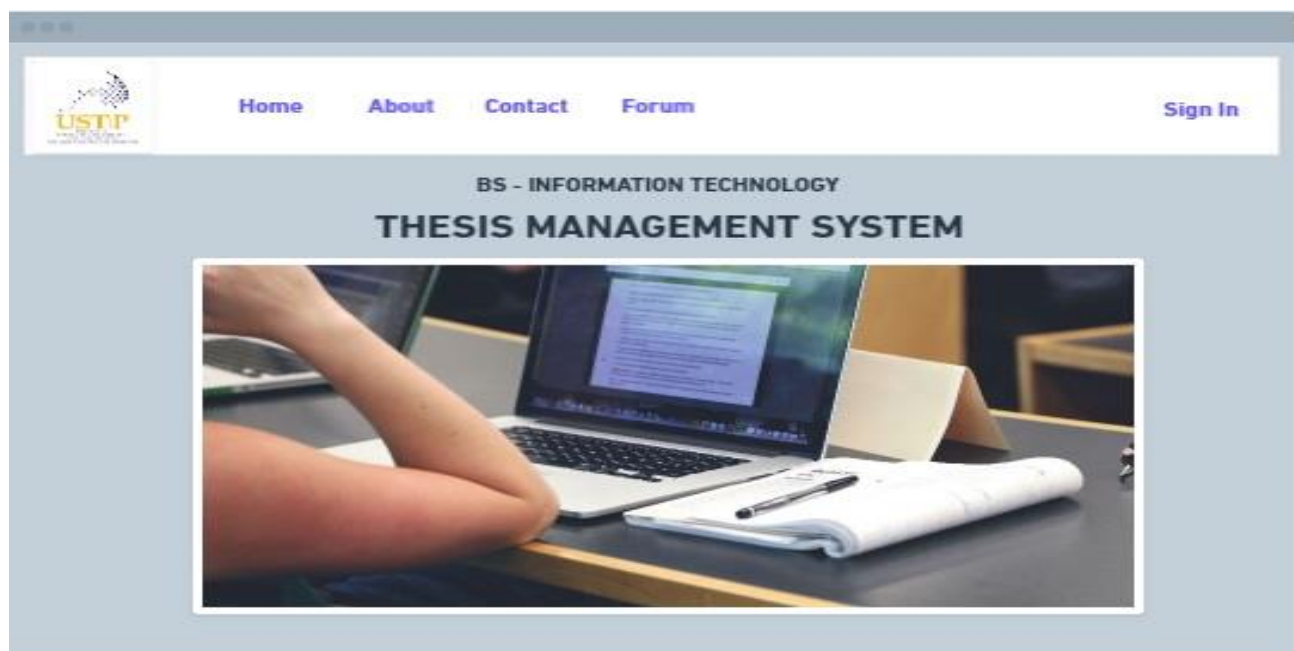 USTP
Home About Contact Forum Sign In
BS - INFORMATION TECHNOLOGY
THESIS MANAGEMENT SYSTEM